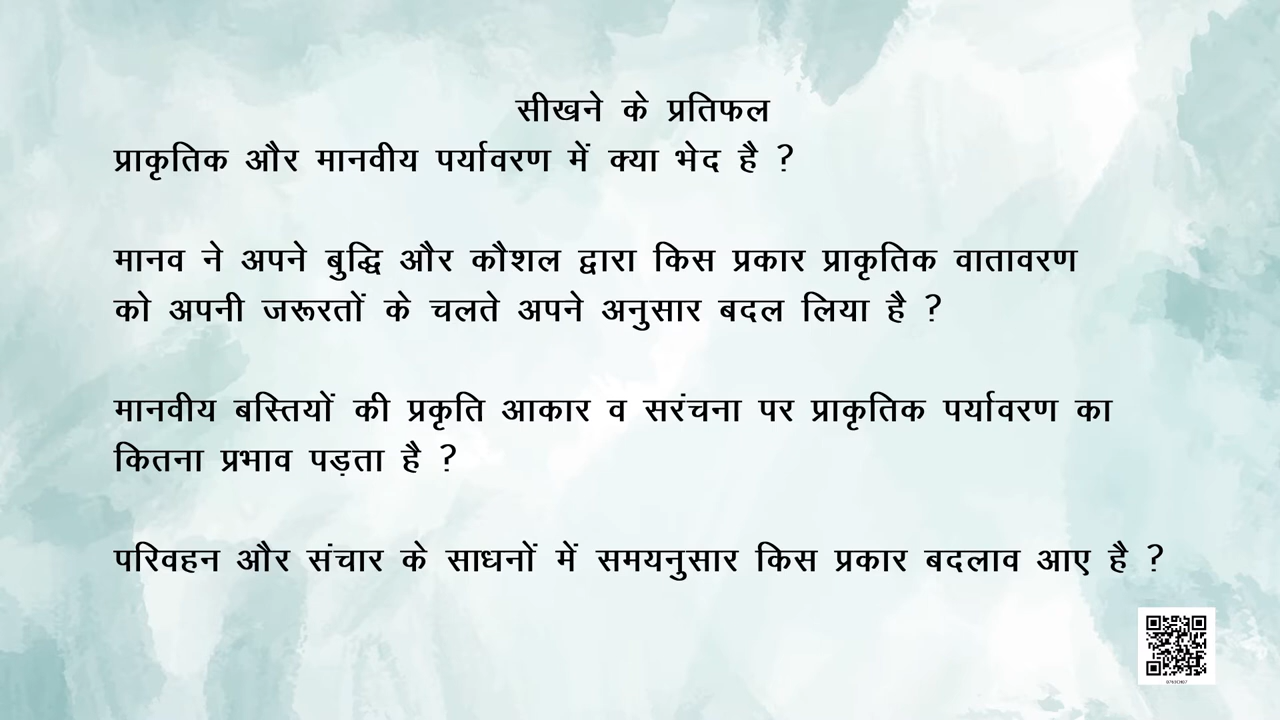 सीखने के प्रतिफल
प्राकृतिक और मानवीय पर्यावरण में क्या भेद है ?
मानव ने अपने बुद्धि और कौशल द्वारा किस प्रकार प्राकृतिक वातावरण
को अपनी जरूरतों के चलते अपने अनुसार बदल लिया है ?
मानवीय बस्तियों की प्रकृति आकार व सरंचना पर प्राकृतिक पर्यावरण का
कितना प्रभाव पड़ता है ?
परिवहन और संचार के साधनों में समयनुसार किस प्रकार बदलाव आए है ?